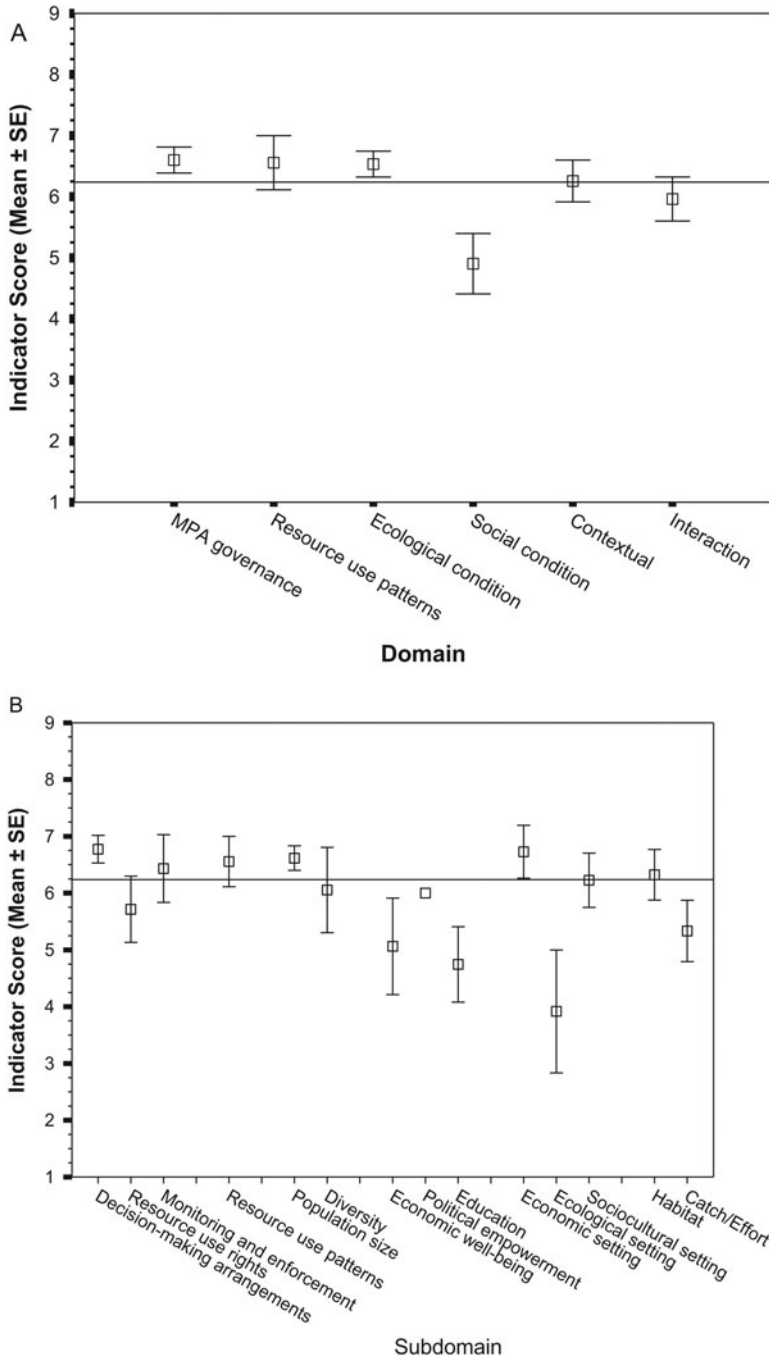 A
Indicator Score (Mean ± SE)
9
8
7
6
5
4
3
2
1
MPA governance
Resource use patterns
Ecological condition
Social condition
Contextual
Interaction
Domain
B
Indicator Score (Mean ± SE)
9
8
7
6
5
4
3
2
1
Decision-making arrangements
Resource use rights
Monitoring and enforcement
Resource use patterns
Population size
Diversity
Economic well-being
Political empowerment
Education
Economic setting
Ecological setting
Sociocultural setting
Habitat
Catch/Effort
Subdomain